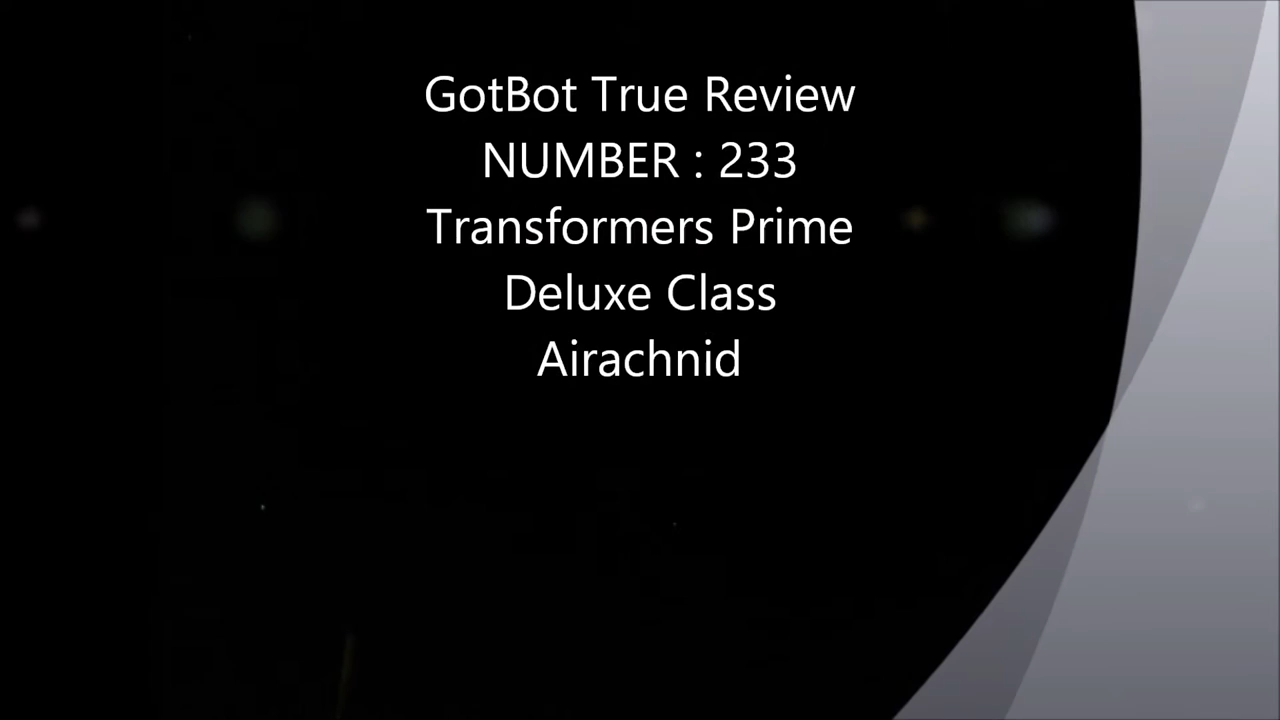 GotBot True Review
NUMBER : 233
Transformers Prime
Deluxe Class
Airachnid